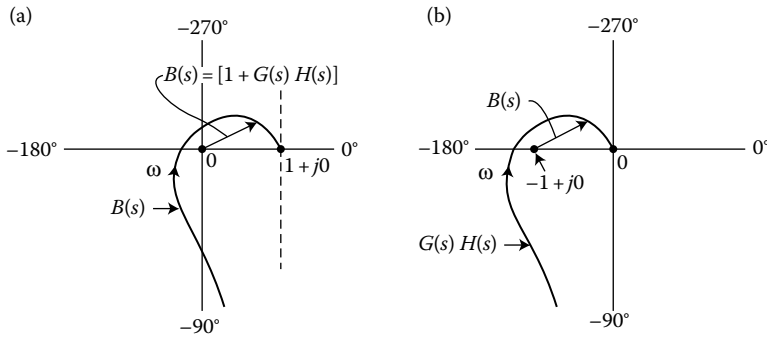 (a)
−270°
B(s) = [1 + G(s) H(s)]
−180°
0°
0
1 + j0
ω
B(s)
−90°
(b)
−270°
B(s)
−180°
0°
0
ω
−1 + j0
G(s) H(s)
−90°